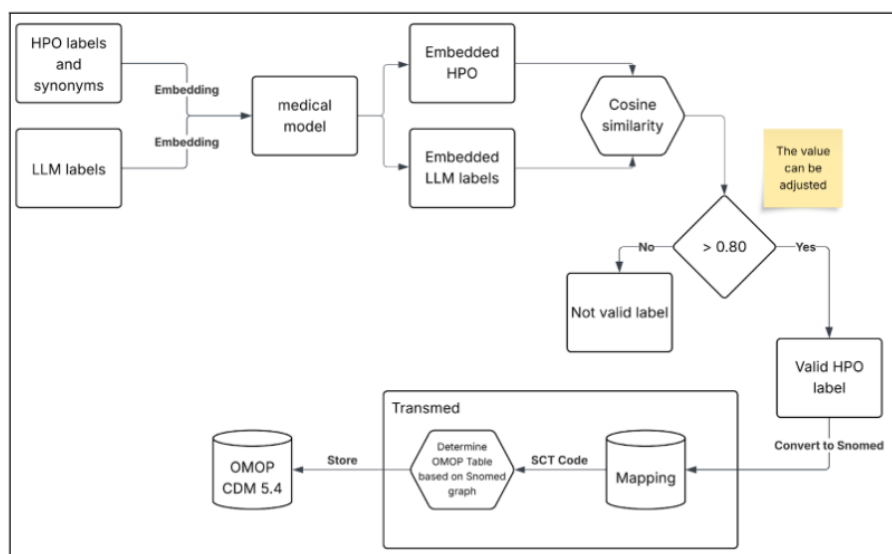 HPO labels
and
synonyms
Embedding
Embedding
LLM labels
medical
model
Embedded
HPO
Embedded
LLM labels
Cosine
similarity
The value
can be
adjusted
> 0.80
No
Yes
Not valid label
Valid HPO
label
Convert to Snomed
Transmed
Mapping
SCT Code
Determine
OMOP Table
based on Snomed
graph
Store
OMOP
CDM 5.4